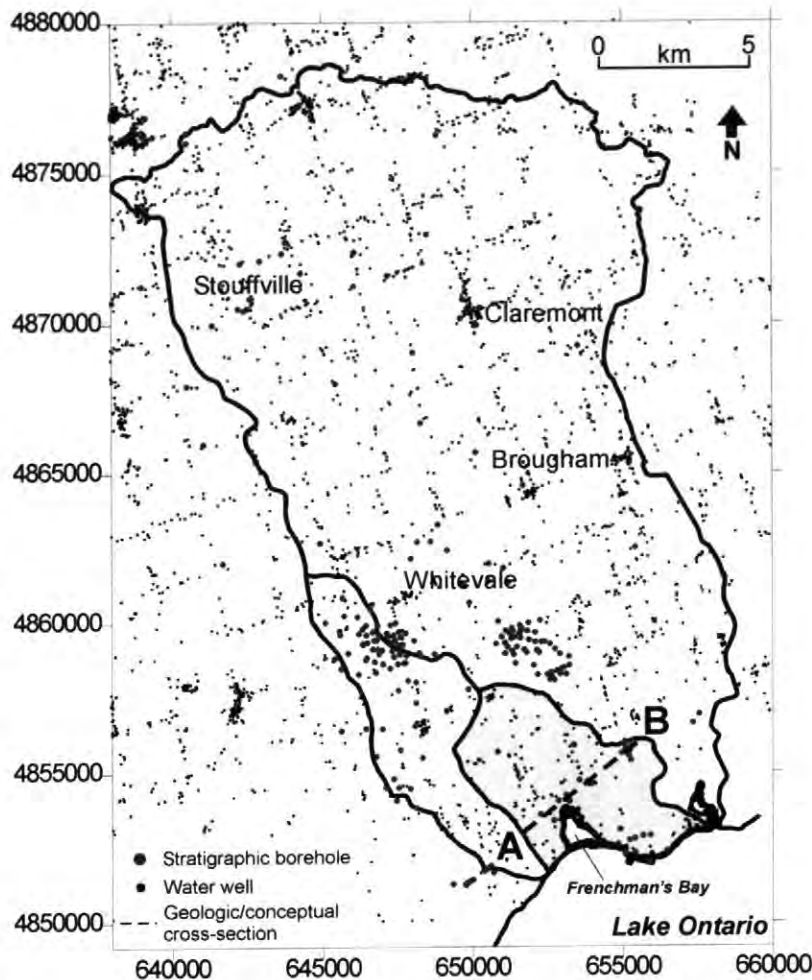 4880000
0 5
km
N
4875000
Stouffville
Claremont
4870000
Brougham
4865000
Whitevale
4860000
B
4855000
A
Stratigraphic borehole
Water well
Geologic/conceptual
cross-section
Frenchman's Bay
Lake Ontario
4850000
640000 645000 650000 655000 660000